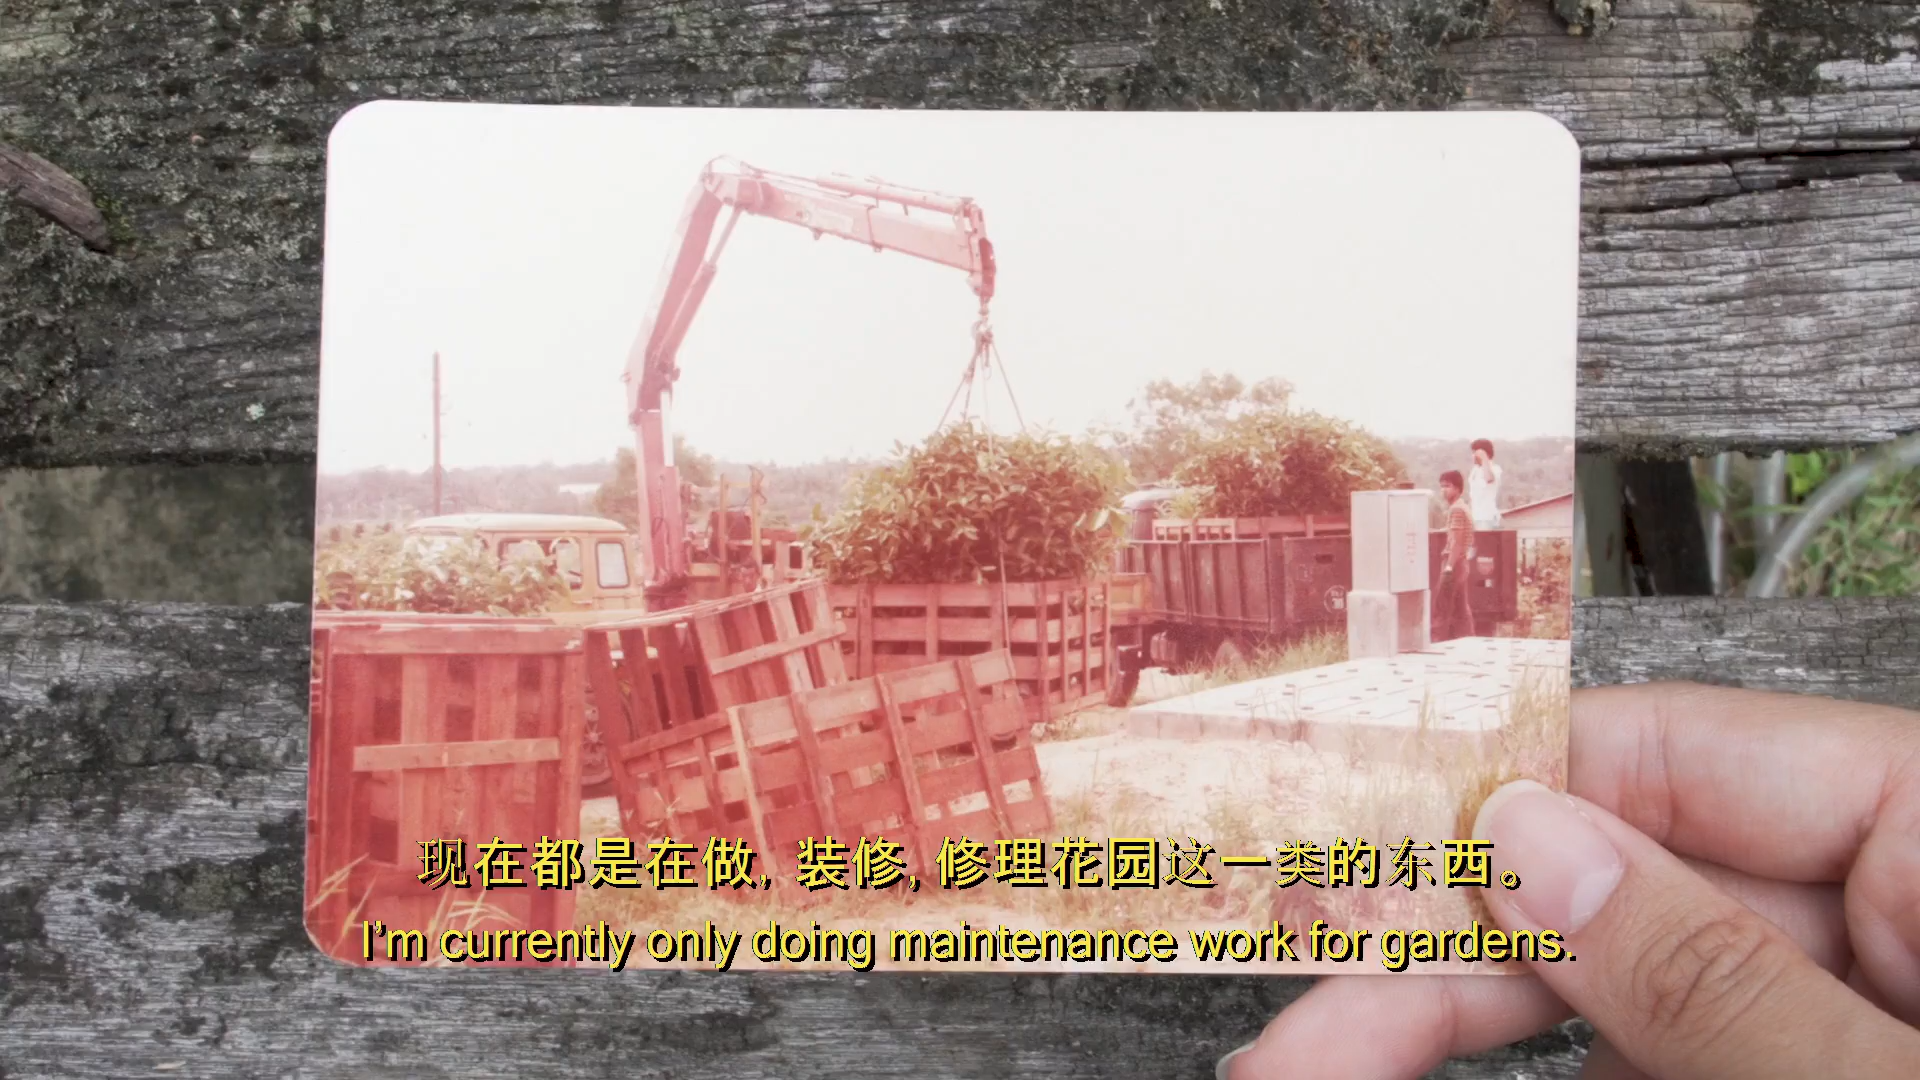 现在都是在做, 装修, 修理花园这一类的东西。
I'm currently only doing maintenance work for gardens.